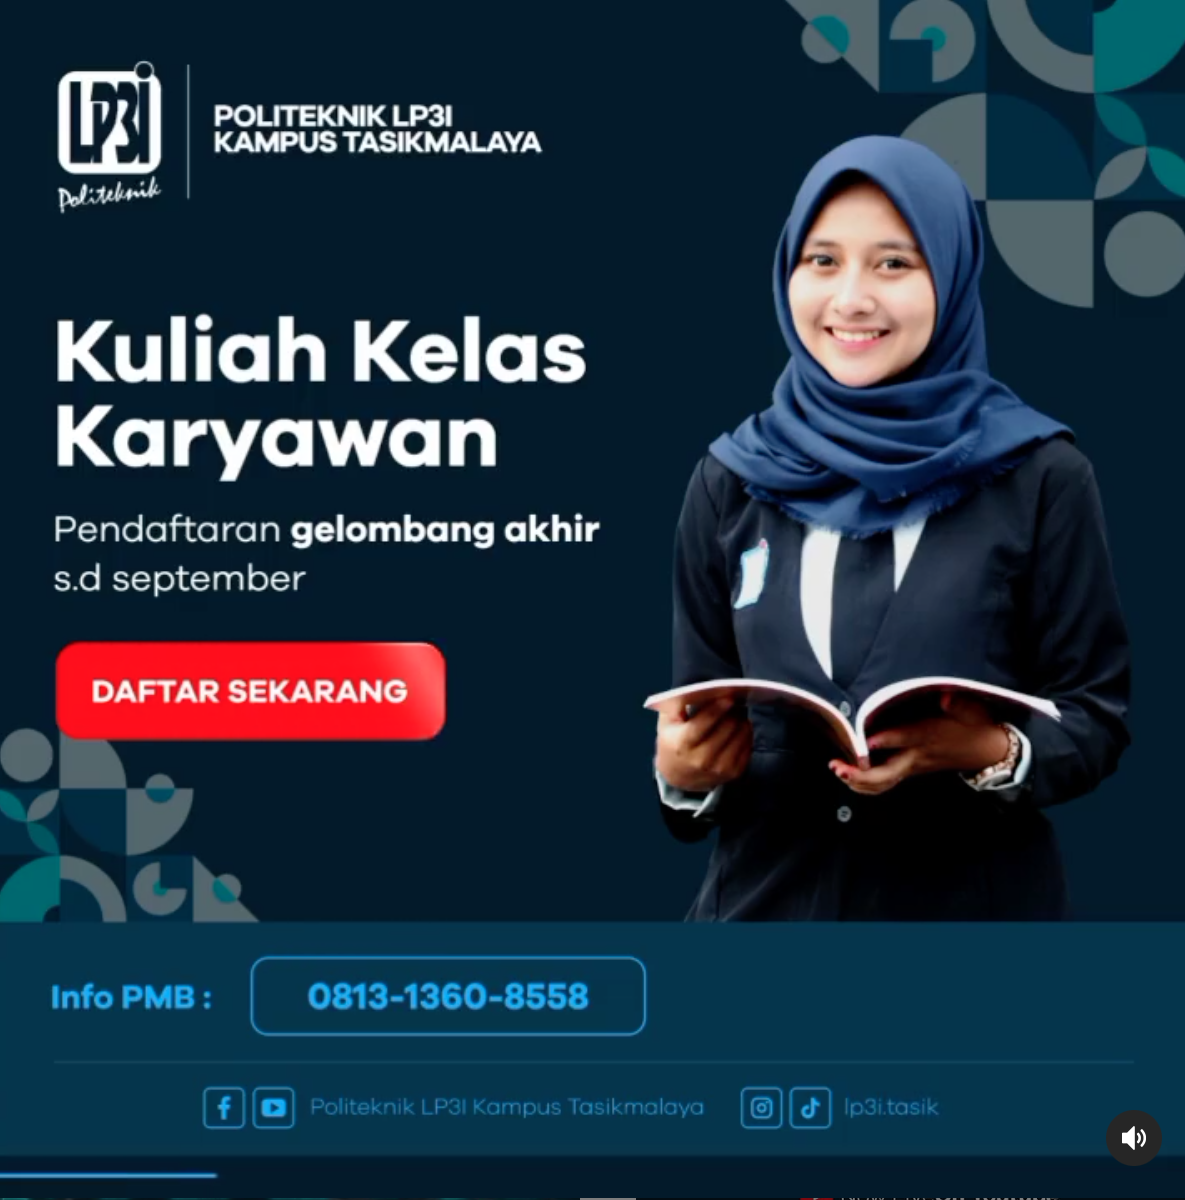 LP3i
Politeknik
POLITEKNIK LP3I
KAMPUS TASIKMALAYA
Kuliah Kelas
Karyawan
Pendaftaran gelombang akhir
s.d september
DAFTAR SEKARANG
Info PMB : 0813-1360-8558
Politeknik LP3I Kampus Tasikmalaya lp3i.tasik